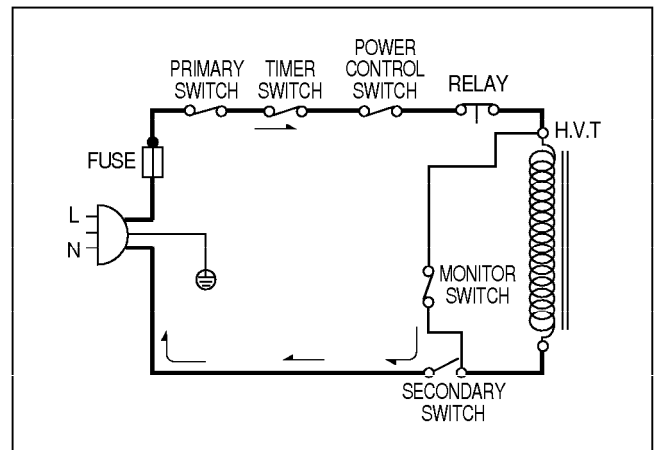 POWER
CONTROL
SWITCH
PRIMARY
SWITCH
TIMER
SWITCH
RELAY
H.V.T
FUSE
L
N
MONITOR
SWITCH
SECONDARY
SWITCH